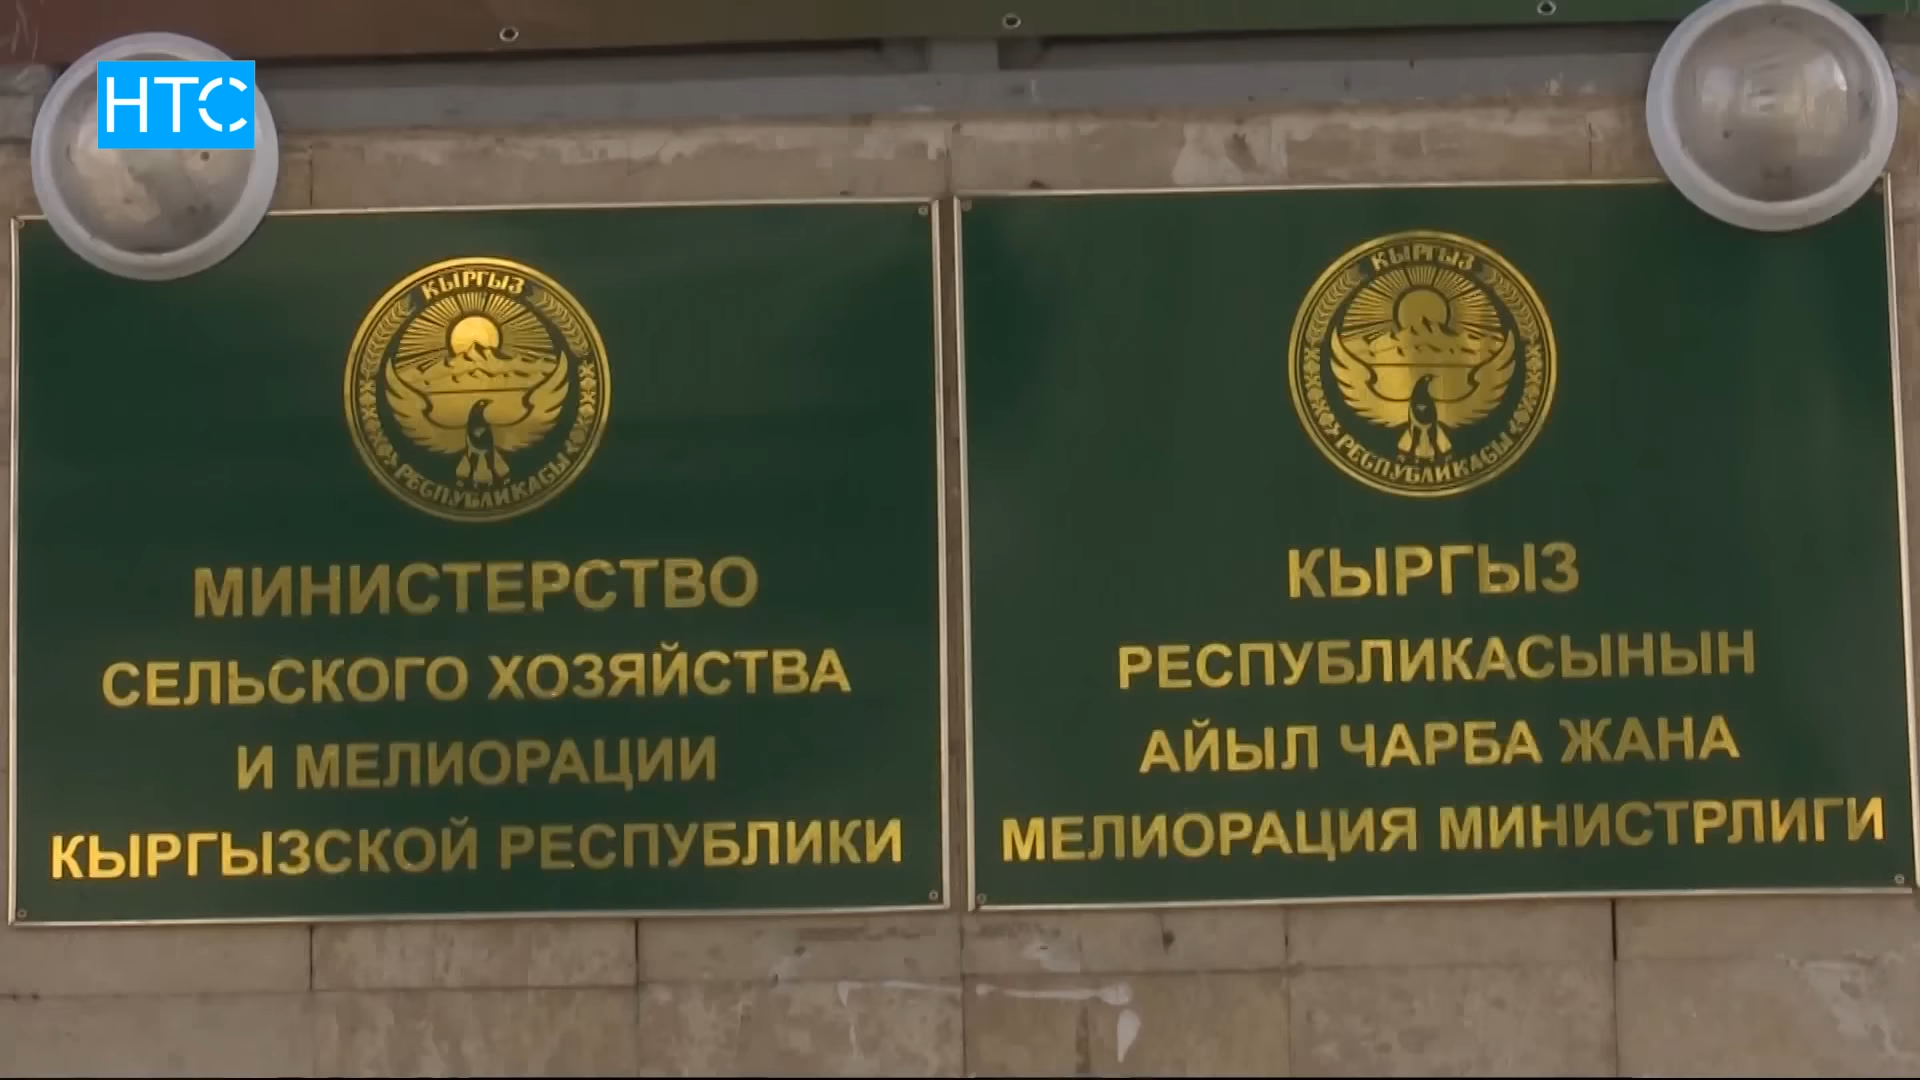 НТС
КЫРГЫЗ
РЕСПУБЛИКАСЫ
МИНИСТЕРСТВО
СЕЛЬСКОГО ХОЗЯЙСТВА
И МЕЛИОРАЦИИ
КЫРГЫЗСКОЙ РЕСПУБЛИКИ
КЫРГЫЗ
РЕСПУБЛИКАСЫ
КЫРГЫЗ
РЕСПУБЛИКАСЫНЫН
АЙЫЛ ЧАРБА ЖАНА
МЕЛИОРАЦИЯ МИНИСТРЛИГИ